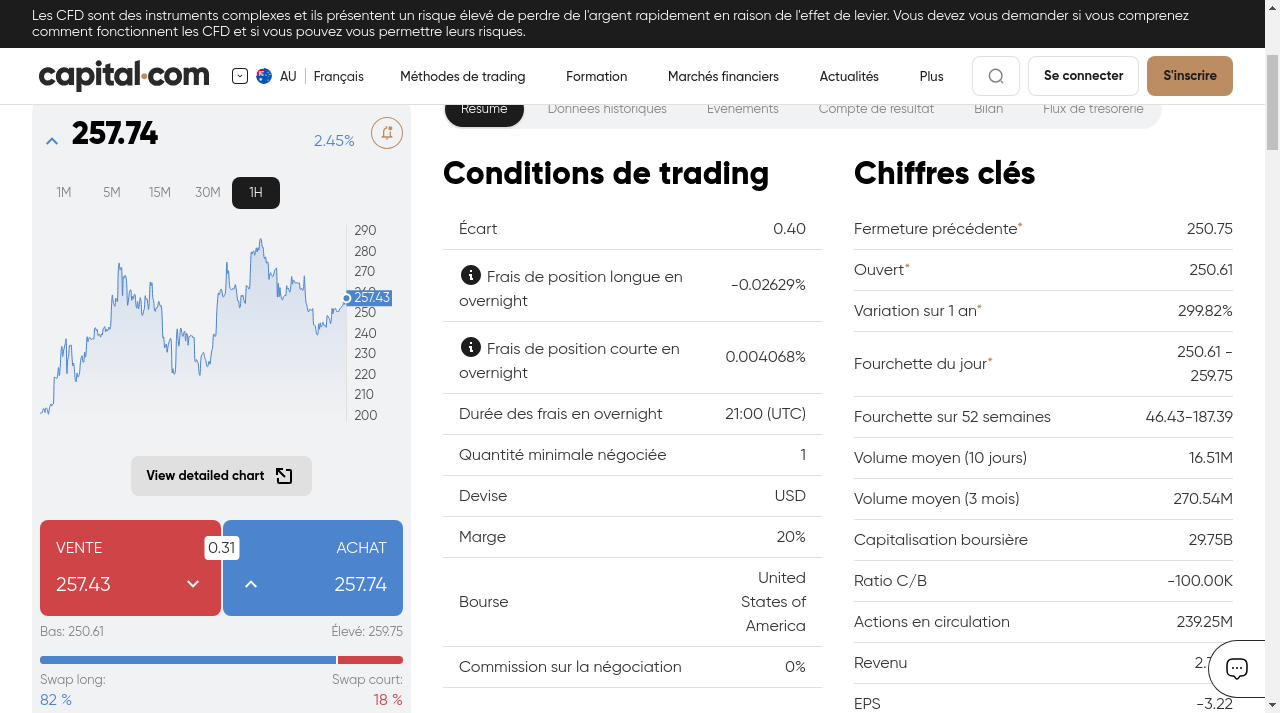 Les CFD sont des instruments complexes et ils présentent un risque élevé de perdre de l'argent rapidement en raison de l'effet de levier. Vous devez vous demander si vous comprenez
comment fonctionnent les CFD et si vous pouvez vous permettre leurs risques.
capital.com
AU
Français
Méthodes de trading
Formation
Marchés financiers
Actualités
Plus
Se connecter
S'inscrire
257.74
2.45%
1M
5M
15M
30M
1H
290
280
270
257.43
250
240
230
220
210
200
View detailed chart
VENTE
257.43
0.31
ACHAT
257.74
Bas: 250.61
Élevé: 259.75
Swap long:
Swap court:
82 %
18 %
Résumé
Données historiques
Événements
Compte de résultat
Bilan
Flux de trésorerie
Conditions de trading
Écart
0.40
Frais de position longue en
overnight
-0.02629%
Frais de position courte en
overnight
0.004068%
Durée des frais en overnight
21:00 (UTC)
Quantité minimale négociée
1
Devise
USD
Marge
20%
Bourse
United
States of
America
Commission sur la négociation
0%
Chiffres clés
Fermeture précédente*
250.75
Ouvert*
250.61
Variation sur 1 an*
299.82%
Fourchette du jour*
250.61 -
259.75
Fourchette sur 52 semaines
46.43-187.39
Volume moyen (10 jours)
16.51M
Volume moyen (3 mois)
270.54M
Capitalisation boursière
29.75B
Ratio C/B
-100.00K
Actions en circulation
239.25M
Revenu
EPS
-3.22